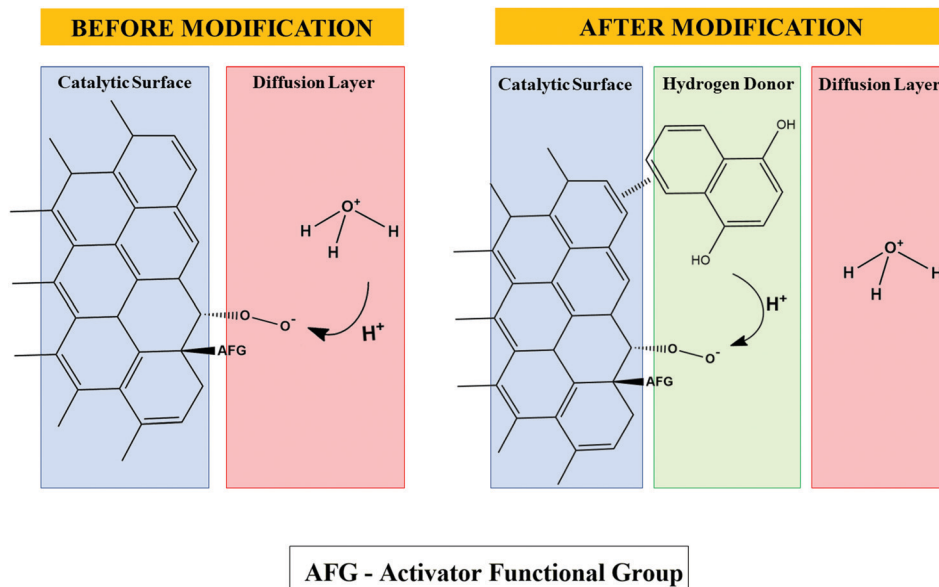 BEFORE MODIFICATION
Catalytic Surface
Diffusion Layer
O+
H
H
H
O
O-
H+
AFG
AFTER MODIFICATION
Catalytic Surface
Hydrogen Donor
Diffusion Layer
OH
HO
H+
O
O-
AFG
O+
H
H
H
AFG - Activator Functional Group